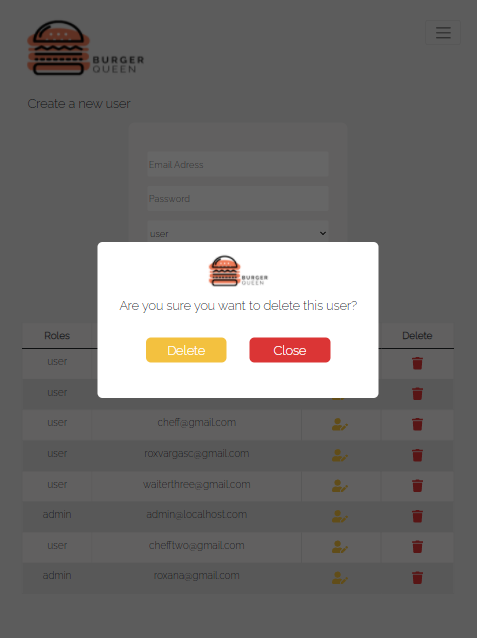 BURGER
QUEEN
Create a new user
Email Adress
Password
user
BURGER
QUEEN
Are you sure you want to delete this user?
Delete Close
Roles Delete
user
user
user cheff@gmail.com
user roxvargasc@gmail.com
user waiterthree@gmail.com
admin admin@localhost.com
user chefftwo@gmail.com
admin roxana@gmail.com